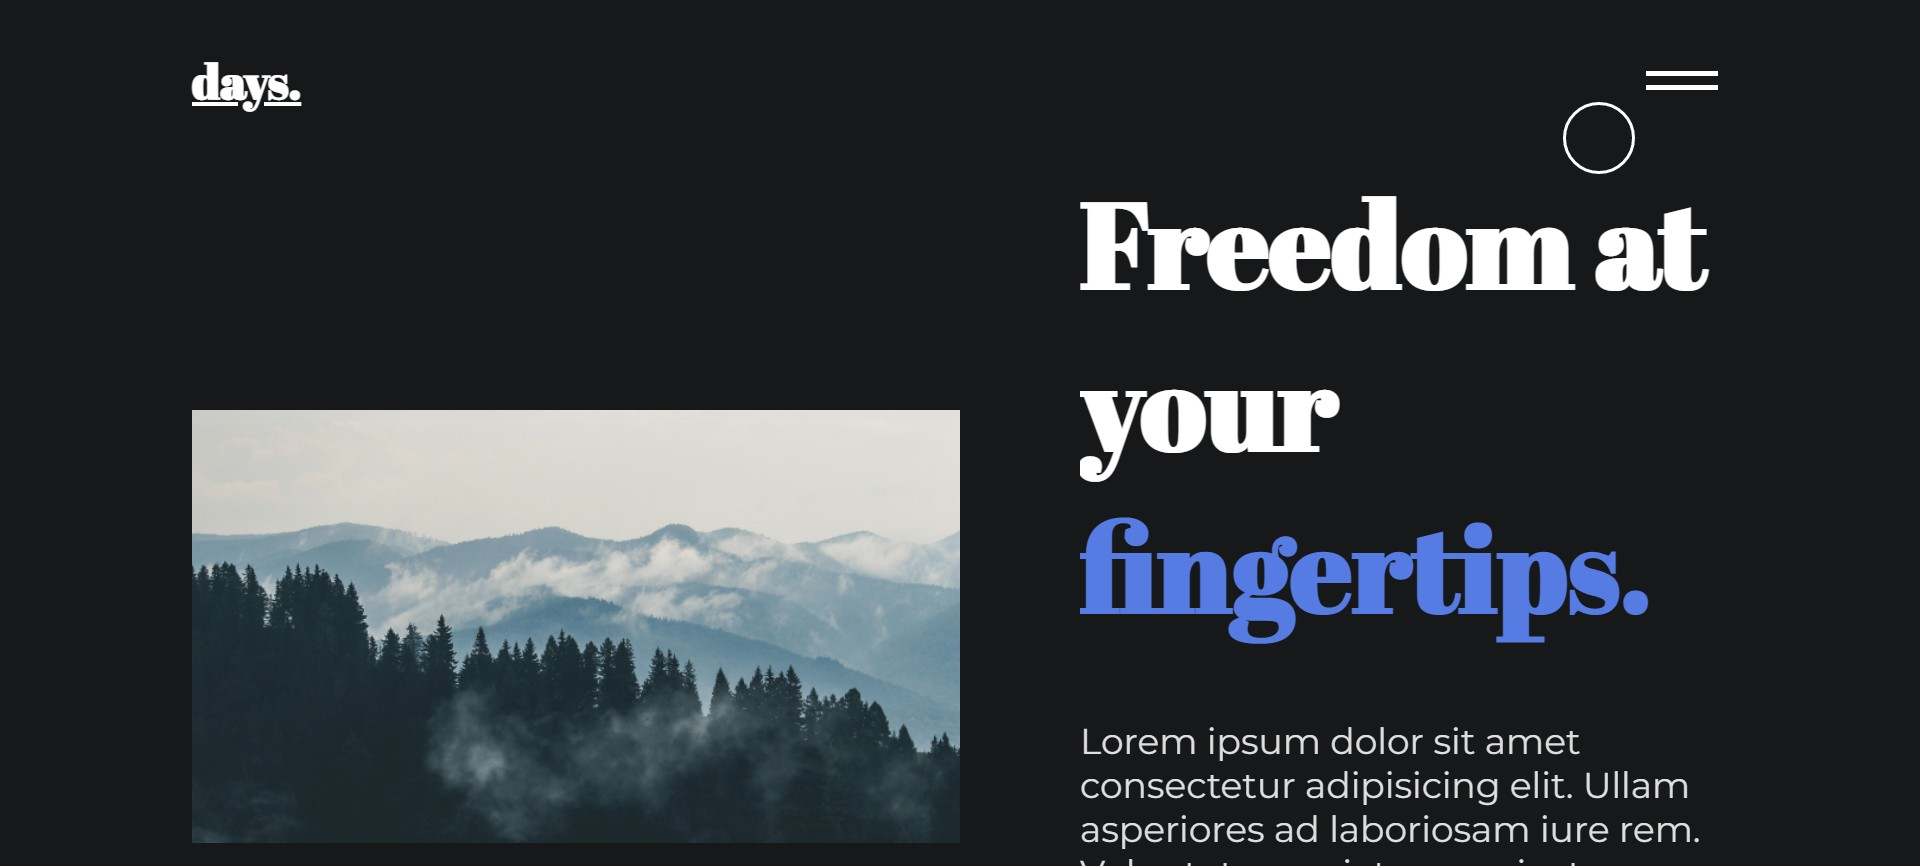 days.
Freedom at
your
fingertips.
Lorem ipsum dolor sit amet
consectetur adipisicing elit. Ullam
asperiores ad laboriosam iure rem.